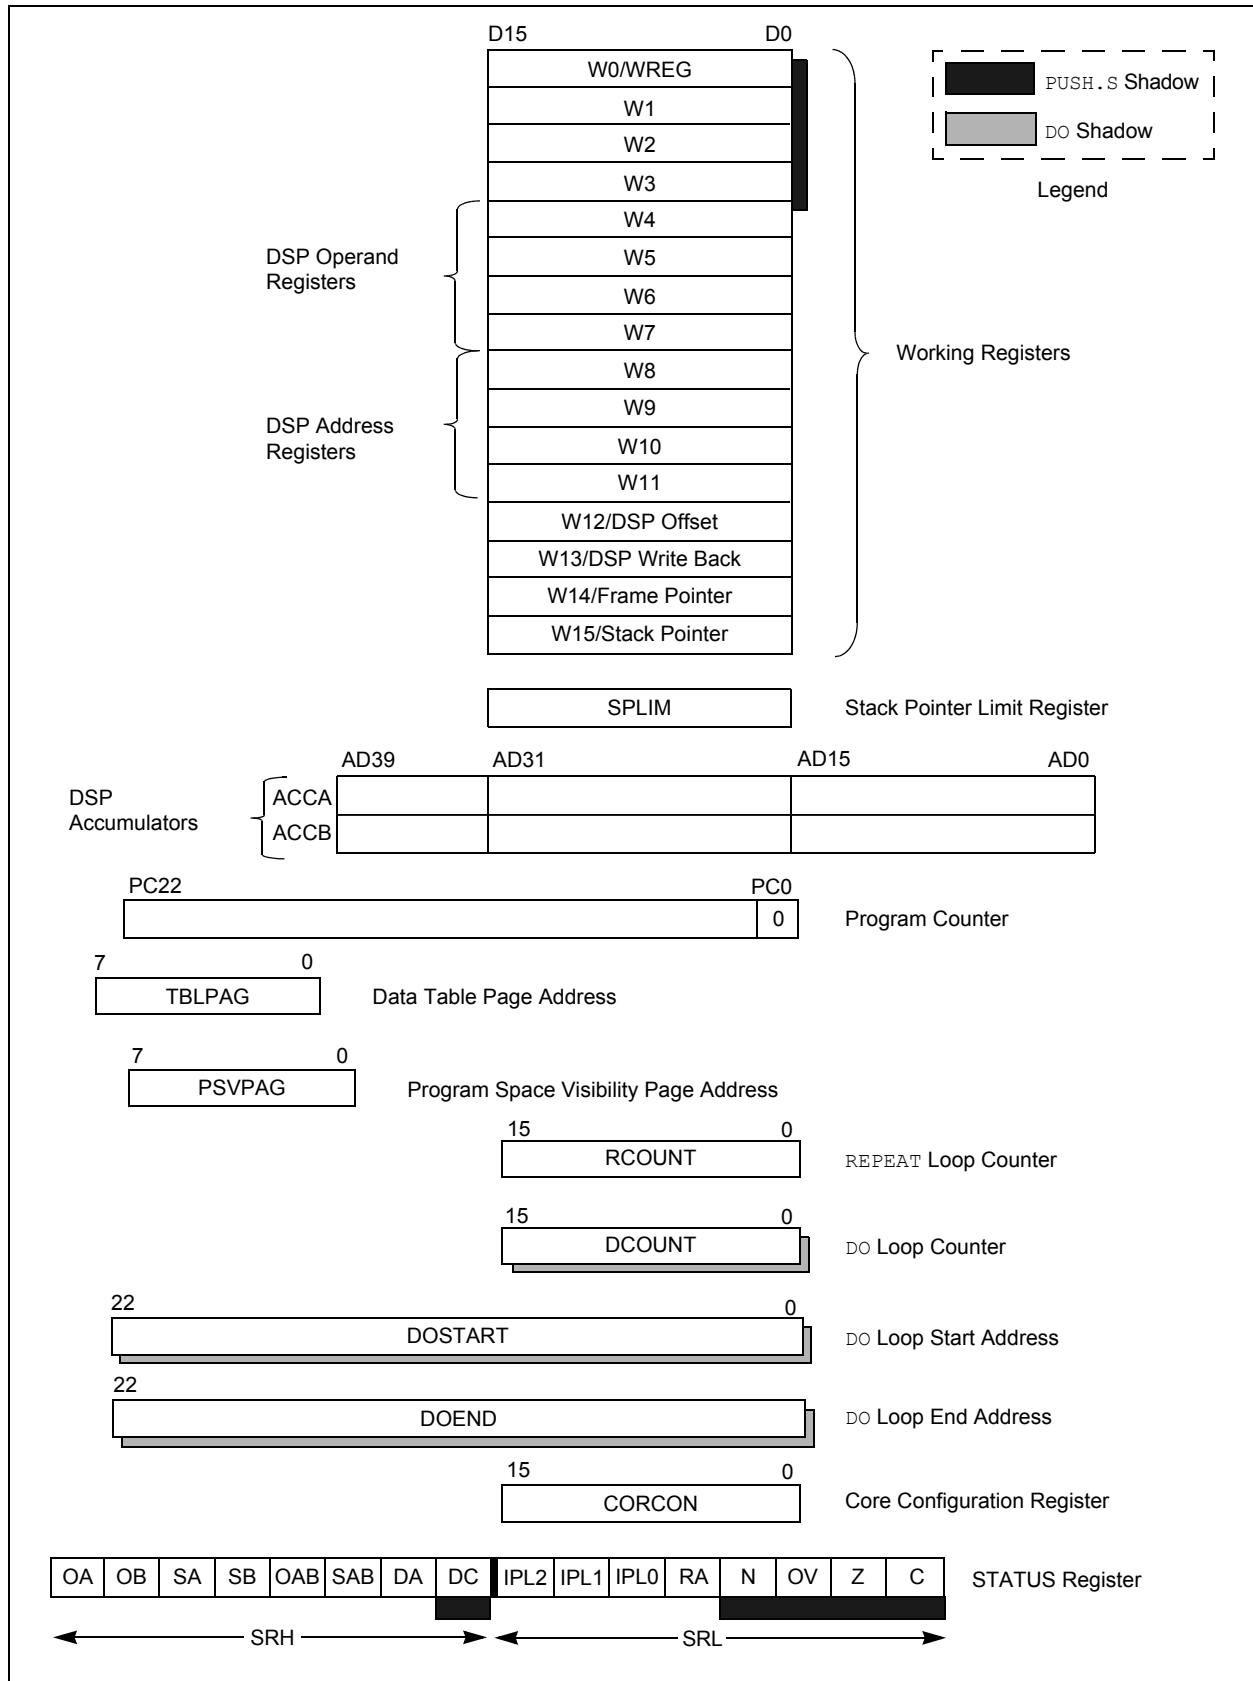 D15 D0
W0/WREG
PUSH.S Shadow
W1
DO Shadow
W2
W3
Legend
W4
DSP Operand
Registers
W5
W6
W7
Working Registers
W8
W9
DSP Address
Registers
W10
W11
W12/DSP Offset
W13/DSP Write Back
W14/Frame Pointer
W15/Stack Pointer
SPLIM Stack Pointer Limit Register
AD39 AD31 AD15 AD0
DSP
Accumulators
ACCA
ACCB
PC22 PC0
0 Program Counter
7 0
TBLPAG Data Table Page Address
7 0
PSVPAG Program Space Visibility Page Address
15 0
RCOUNT REPEAT Loop Counter
15 0
DCOUNT DO Loop Counter
22 0
DOSTART DO Loop Start Address
22
DOEND DO Loop End Address
15 0
CORCON Core Configuration Register
OA OB SA SB OAB SAB DA DC IPL2 IPL1 IPL0 RA N OV Z C STATUS Register
SRH SRL